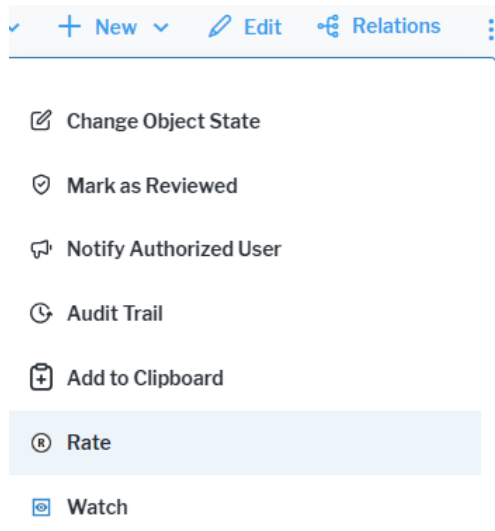 New Edit Relations
Change Object State
Mark as Reviewed
Notify Authorized User
Audit Trail
Add to Clipboard
Rate
Watch